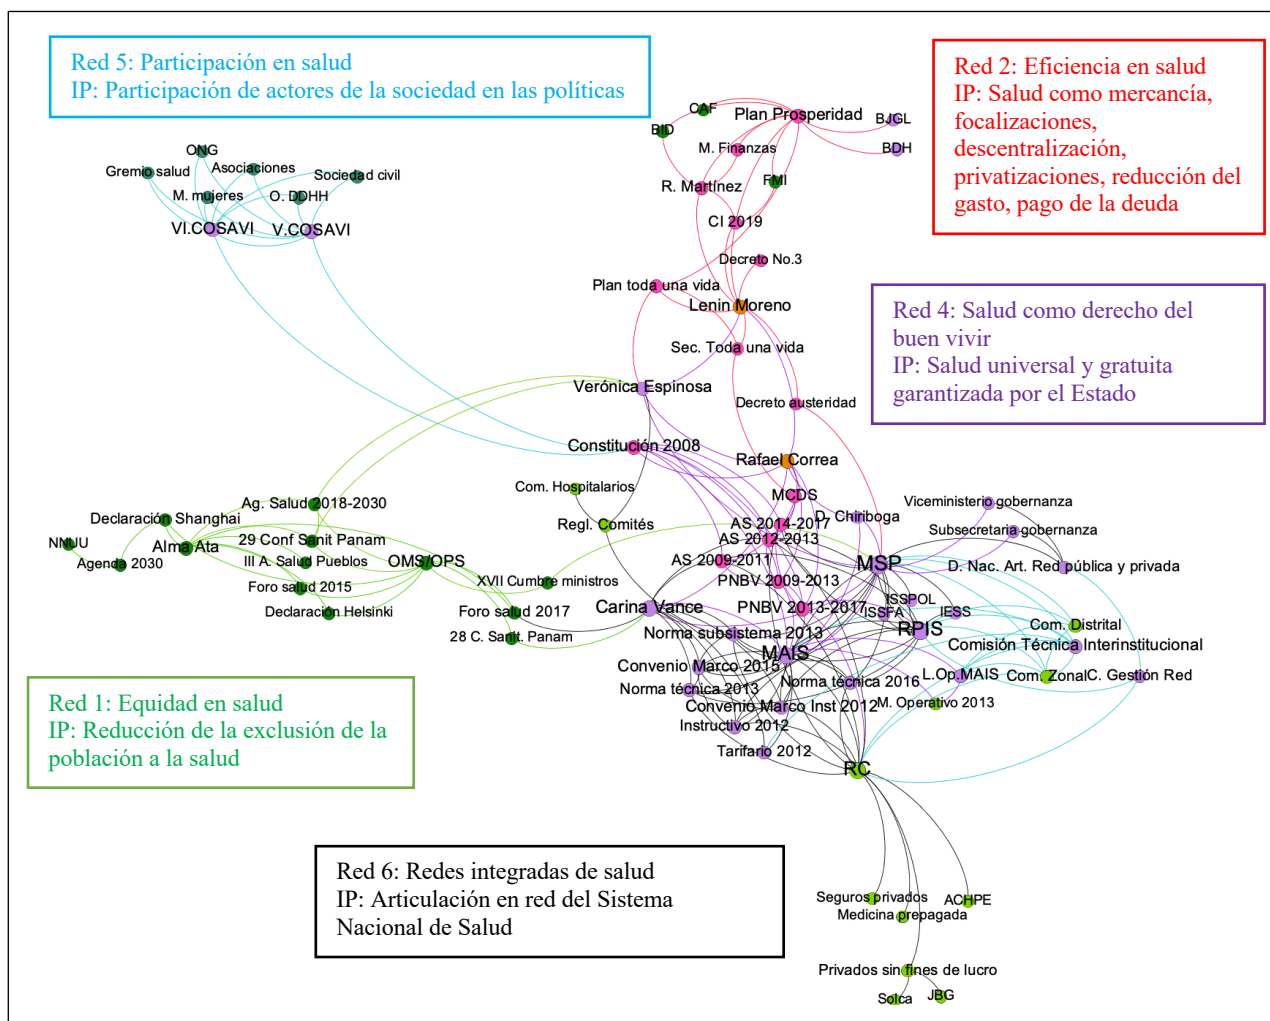 Red 5: Participación en salud
IP: Participación de actores de la sociedad en las políticas
Red 2: Eficiencia en salud
IP: Salud como mercancía,
focalizaciones,
descentralización,
privatizaciones, reducción del
gasto, pago de la deuda
CAF
Plan Prosperidad
BJGL
BID
M. Finanzas
BDH
ONG
Gremio salud
Asociaciones
Sociedad civil
R. Martínez
FMI
M. mujeres
O. DDHH
VI.COSAVI
V.COSAVI
CI 2019
Decreto No.3
Plan toda una vida
Lenin Moreno
Red 4: Salud como derecho del
buen vivir
IP: Salud universal y gratuita
garantizada por el Estado
Sec. Toda una vida
Verónica Espinosa
Decreto austeridad
Constitución 2008
Rafael Correa
Com. Hospitalarios
MCDS
Viceministerio gobernanza
Ag. Salud 2018-2030
Declaración Shanghai
Regl. Comités
AS 2014-2017
D. Chiriboga
Subsecretaria gobernanza
NNUU
Alma Ata
29 Conf Sanit Panam
AS 2012-2013
Agenda 2030
III A. Salud Pueblos
OMS/OPS
AS 2009-2011
MSP
D. Nac. Art. Red pública y privada
Foro salud 2015
XVII Cumbre ministros
PNBV 2009-2013
ISSPOL
Declaración Helsinki
Foro salud 2017
Carina Vance
PNBV 2013-2017
ISSFA
IESS
28 C. Sanit. Panam
Norma subsistema 2013
RPIS
Com. Distrital
MAIS
Comisión Técnica Interinstitucional
Convenio Marco 2015
Norma técnica 2013
Norma técnica 2016
L.Op.MAIS
Com. Zonal
C. Gestión Red
Convenio Marco Inst 2012
M. Operativo 2013
Instructivo 2012
Tarifario 2012
RC
Red 1: Equidad en salud
IP: Reducción de la exclusión de la
población a la salud
Red 6: Redes integradas de salud
IP: Articulación en red del Sistema
Nacional de Salud
Seguros privados
ACHPE
Medicina prepagada
Privados sin fines de lucro
Solca
JBG